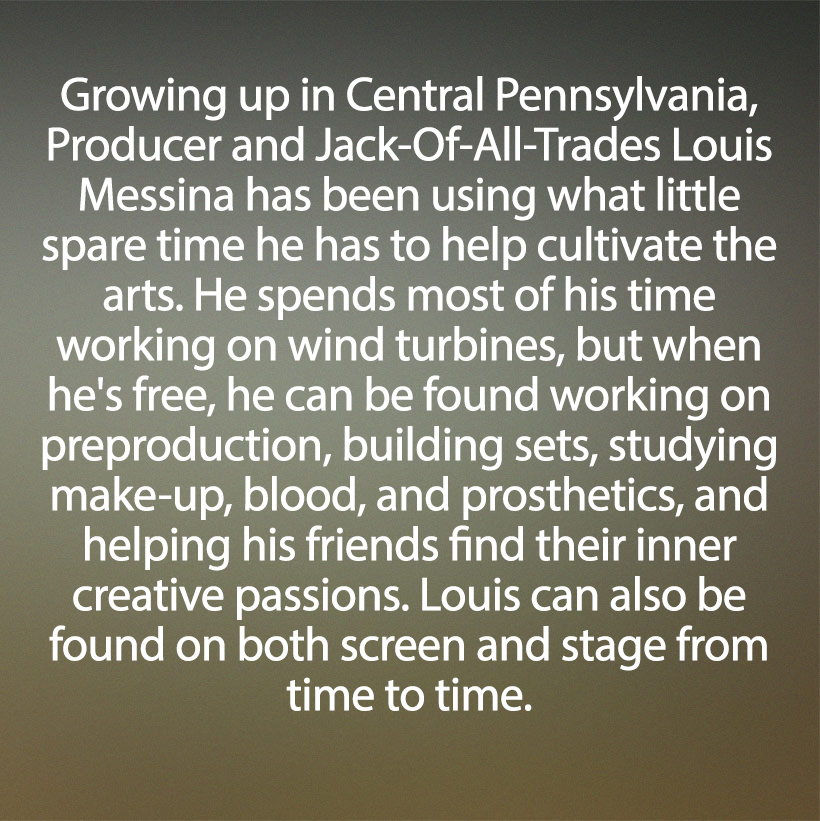 Growing up in Central Pennsylvania,
Producer and Jack-Of-All-Trades Louis
Messina has been using what little
spare time he has to help cultivate the
arts. He spends most of his time
working on wind turbines, but when
he's free, he can be found working on
preproduction, building sets, studying
make-up, blood, and prosthetics, and
helping his friends find their inner
creative passions. Louis can also be
found on both screen and stage from
time to time.